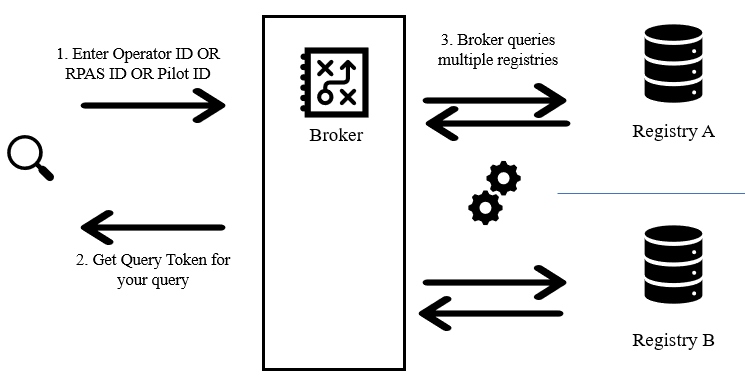 1. Enter Operator ID OR
RPAS ID OR Pilot ID
3. Broker queries
multiple registries
Broker
Registry A
2. Get Query Token for
your query
Registry B